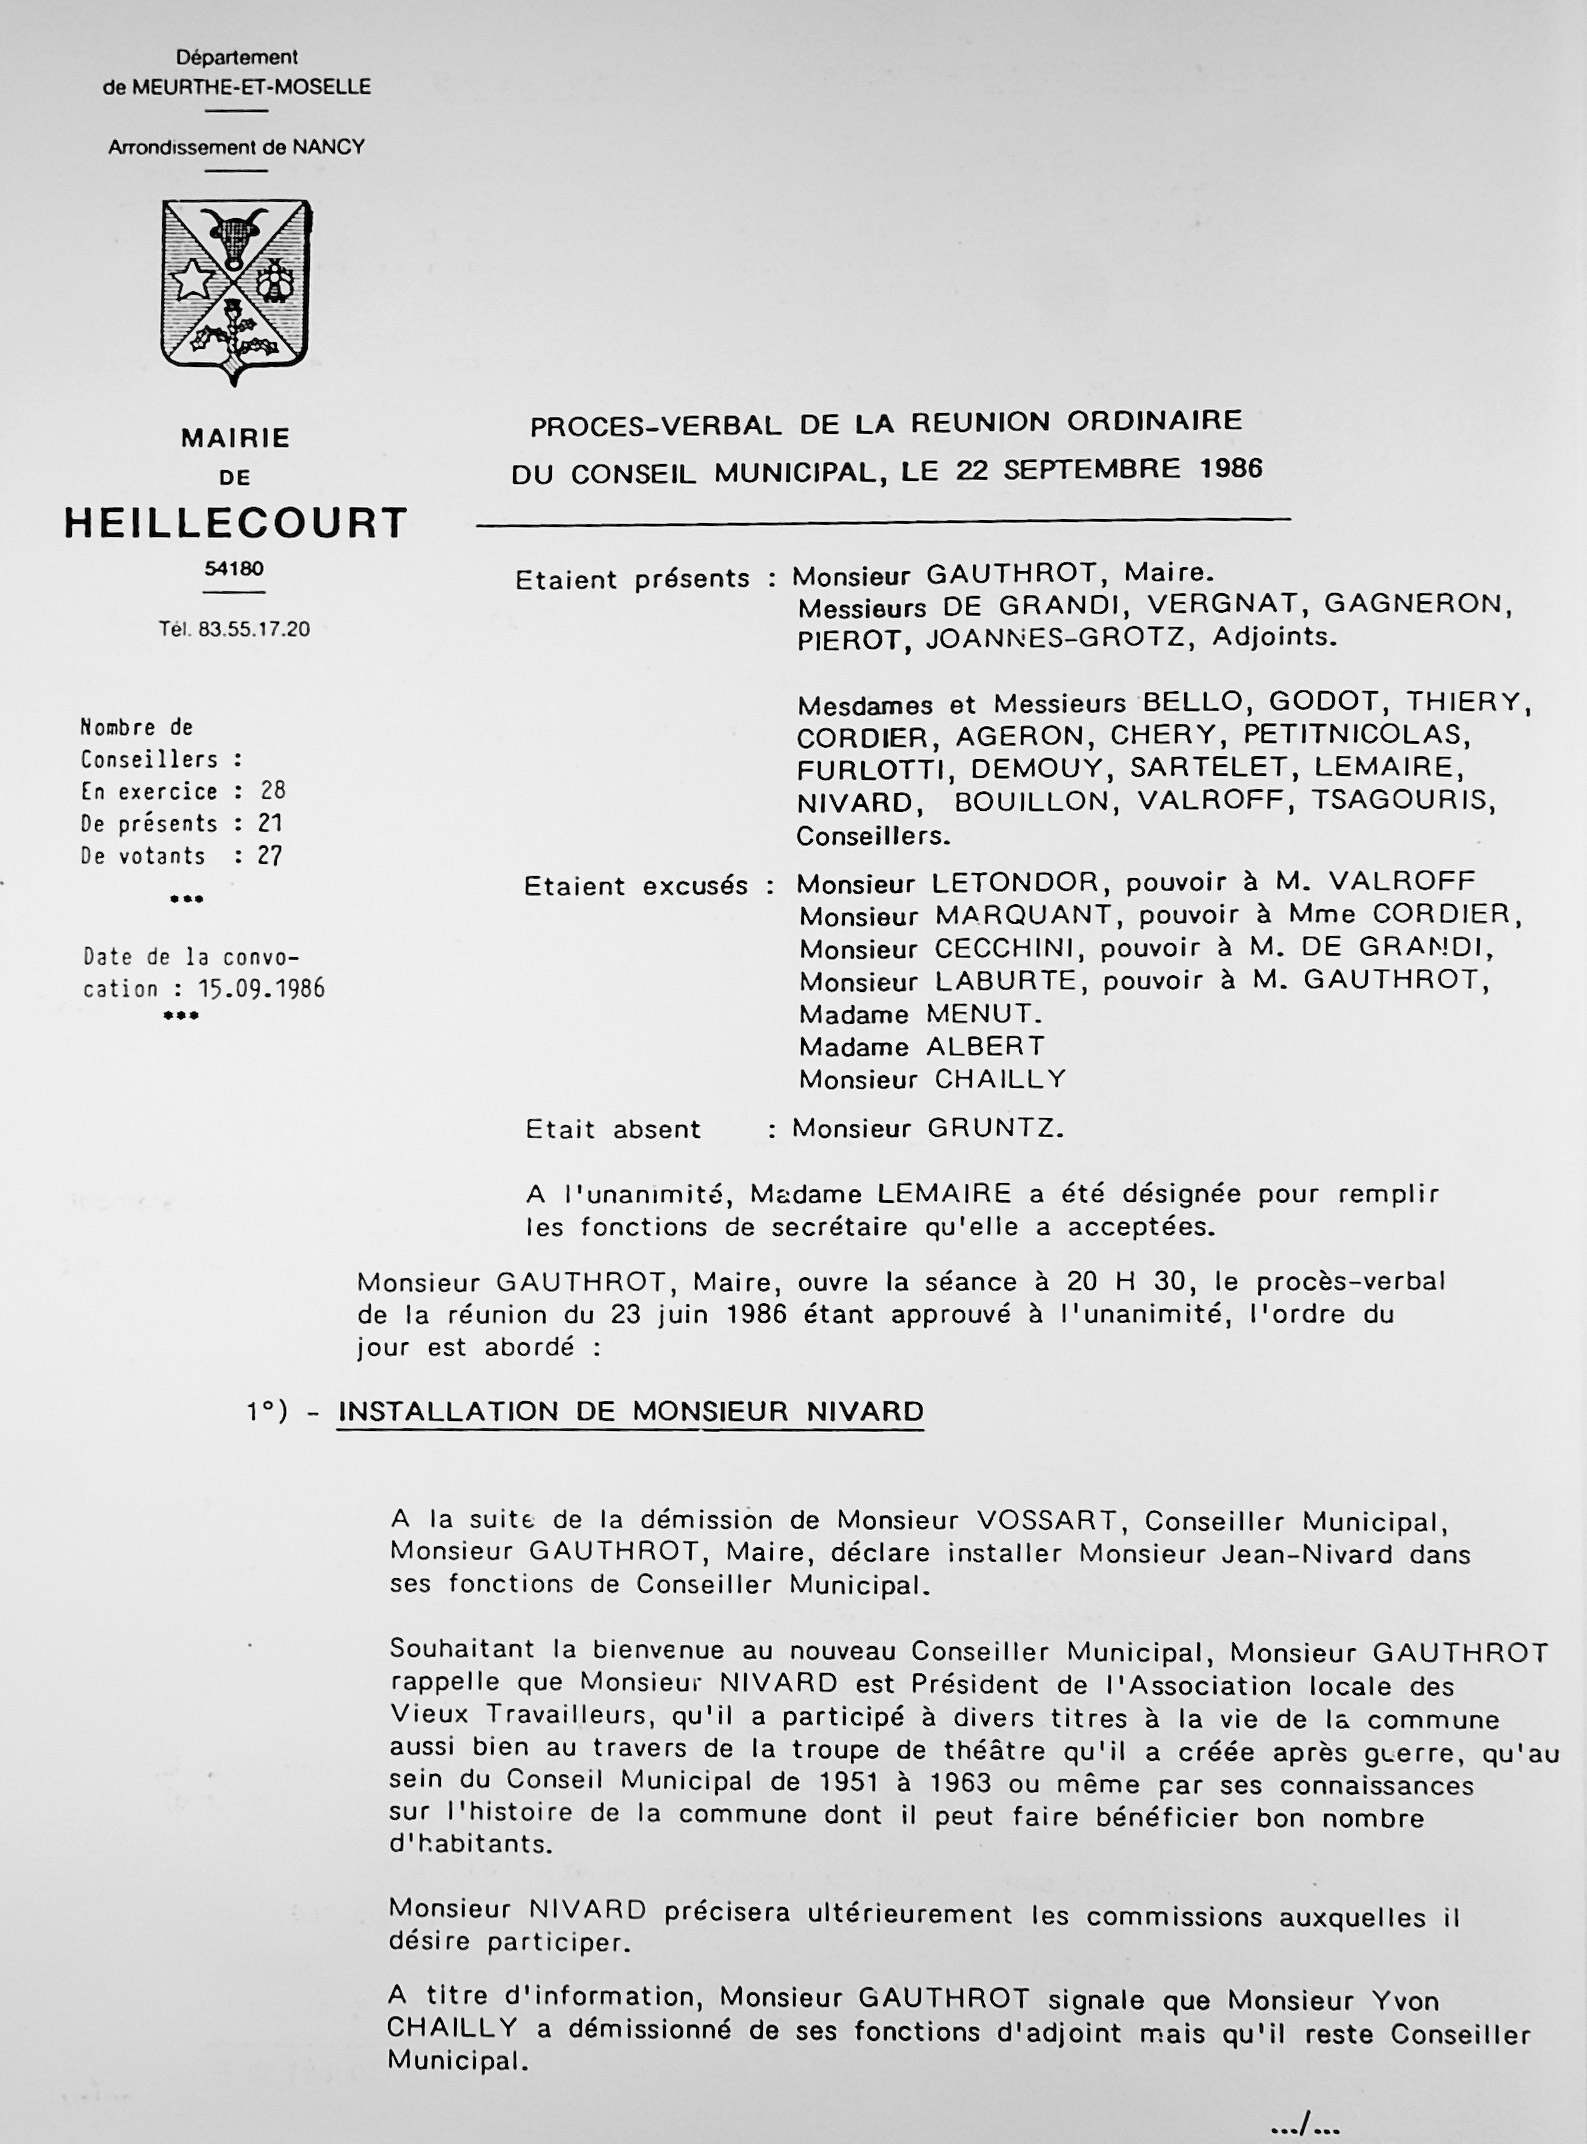 Département
de MEURTHE-ET-MOSELLE
Arrondissement de NANCY
MAIRIE
DE
HEILLECOURT
54180
Tél. 83.55.17.20
Nombre de
Conseillers :
En exercice : 28
De présents : 21
De votants : 27
***
Date de la convo-
cation : 15.09.1986
***
PROCES-VERBAL DE LA REUNION ORDINAIRE
DU CONSEIL MUNICIPAL, LE 22 SEPTEMBRE 1986
Etaient présents : Monsieur GAUTHROT, Maire.
Messieurs DE GRANDI, VERGNAT, GAGNERON,
PIEROT, JOANNES-GROTZ, Adjoints.
Mesdames et Messieurs BELLO, GODOT, THIERY,
CORDIER, AGERON, CHERY, PETITNICOLAS,
FURLOTTI, DEMOUY, SARTELET, LEMAIRE,
NIVARD, BOUILLON, VALROFF, TSAGOURIS,
Conseillers.
Etaient excusés : Monsieur LETONDOR, pouvoir à M. VALROFF
Monsieur MARQUANT, pouvoir à Mme CORDIER,
Monsieur CECCHINI, pouvoir à M. DE GRANDI,
Monsieur LABURTE, pouvoir à M. GAUTHROT,
Madame MENUT.
Madame ALBERT
Monsieur CHAILLY
Etait absent : Monsieur GRUNTZ.
A l'unanimité, Madame LEMAIRE a été désignée pour remplir
les fonctions de secrétaire qu'elle a acceptées.
Monsieur GAUTHROT, Maire, ouvre la séance à 20 H 30, le procès-verbal
de la réunion du 23 juin 1986 étant approuvé à l'unanimité, l'ordre du
jour est abordé :
1°) - INSTALLATION DE MONSIEUR NIVARD
A la suite de la démission de Monsieur VOSSART, Conseiller Municipal,
Monsieur GAUTHROT, Maire, déclare installer Monsieur Jean-Nivard dans
ses fonctions de Conseiller Municipal.
Souhaitant la bienvenue au nouveau Conseiller Municipal, Monsieur GAUTHROT
rappelle que Monsieur NIVARD est Président de l'Association locale des
Vieux Travailleurs, qu'il a participé à divers titres à la vie de la commune
aussi bien au travers de la troupe de théâtre qu'il a créée après guerre, qu'au
sein du Conseil Municipal de 1951 à 1963 ou même par ses connaissances
sur l'histoire de la commune dont il peut faire bénéficier bon nombre
d'habitants.
Monsieur NIVARD précisera ultérieurement les commissions auxquelles il
désire participer.
A titre d'information, Monsieur GAUTHROT signale que Monsieur Yvon
CHAILLY a démissionné de ses fonctions d'adjoint mais qu'il reste Conseiller
Municipal.
.../...